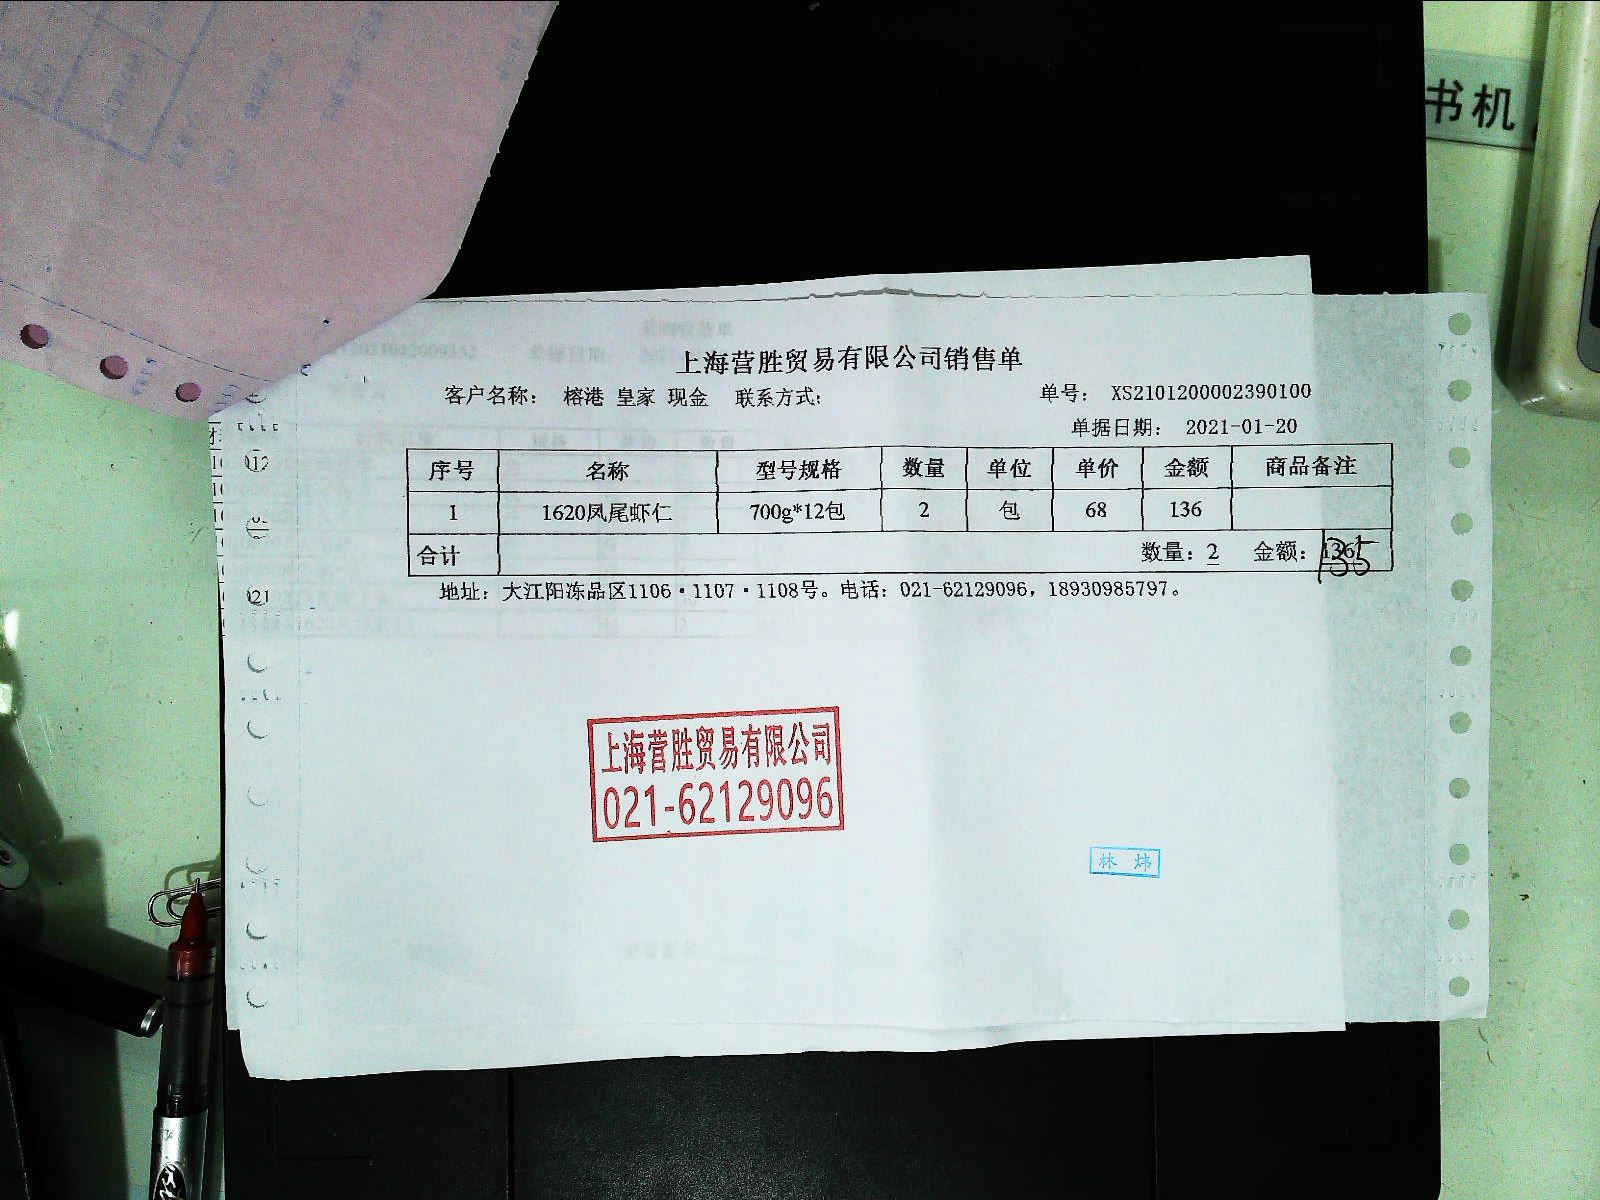 书机
上海营胜贸易有限公司销售单
客户名称: 榕港 皇家 现金 联系方式: 单号: XS2101200002390100
单据日期: 2021-01-20
序号 名称 型号规格 数量 单位 单价 金额 商品备注
1 1620凤尾虾仁 700g*12包 2 包 68 136
合计 数量: 2 金额: 135
地址: 大江阳冻品区1106·1107·1108号。电话: 021-62129096, 18930985797。
上海营胜贸易有限公司
021-62129096
林 炜